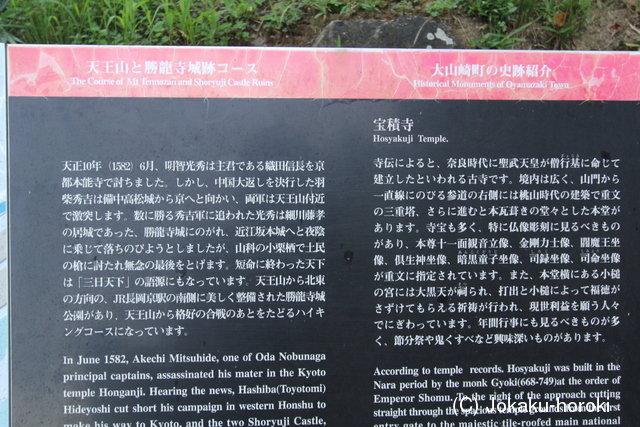 天王山と勝龍寺城跡コース
The Course of Mt Tennozan and Shoryuji Castle Ruins
天正10年（1582）6月、明智光秀は主君である織田信長を京
都本能寺で討ちました。しかし、中国大返しを決行した羽
柴秀吉は備中高松城から京へと向かい、両軍は天王山付近
で激突します。数に勝る秀吉軍に追われた光秀は細川藤孝
の居城であった、勝龍寺城にのがれ、近江坂本城へと夜陰
に乗じて落ちのびようとしましたが、山科の小栗栖で土民
の槍に討たれ無念の最後をとげます。短命に終わった天下
は「三日天下」の語源にもなっています。天王山から北東
の方向の、JR長岡京駅の南側に美しく整備された勝龍寺城
公園があり、天王山から格好の合戦のあとをたどるハイキ
ングコースになっています。
In June 1582, Akechi Mitsuhide, one of Oda Nobunaga
principal captains, assassinated his mater in the Kyoto
temple Honganji. Hearing the news, Hashiba(Toyotomi)
Hideyoshi cut short his campaign in western Honshu to
make his way to Kyoto, and the two Suzuki Castle,
大山崎町の史跡紹介
Historical Monuments of Oyamazaki Town
宝積寺
Hosyakuji Temple.
寺伝によると、奈良時代に聖武天皇が僧行基に命じて
建立したといわれる古寺です。境内は広く、山門から
一直線にのびる参道の右側には桃山時代の建築で重文
の三重塔、さらに進むと本瓦葺きの堂々とした本堂が
あります。寺宝も多く、特に仏像彫刻に見るべきもの
があり、本尊十一面観音立像、金剛力士像、閻魔王坐
像、倶生神坐像、暗黒童子坐像、司録坐像、司命坐像
が重文に指定されています。また、本堂横にある小槌
の宮には大黒天が祠られ、打出と小槌によって福徳が
さずけてもらえる祈祷が行われ、現世利益を願う人々
でにぎわっています。年間行事にも見るべきものが多
く、節分祭や鬼くすべなど興味深いものがあります。
According to temple records. Hosyakuji was built in the
Nara period by the monk Gyoki(668-749)at the order of
Emperor Shomu. To the right of the approach cutting
straight through the spacious
entry gate to the majestic tile-roofed main national
(C) Jokaku-horoki